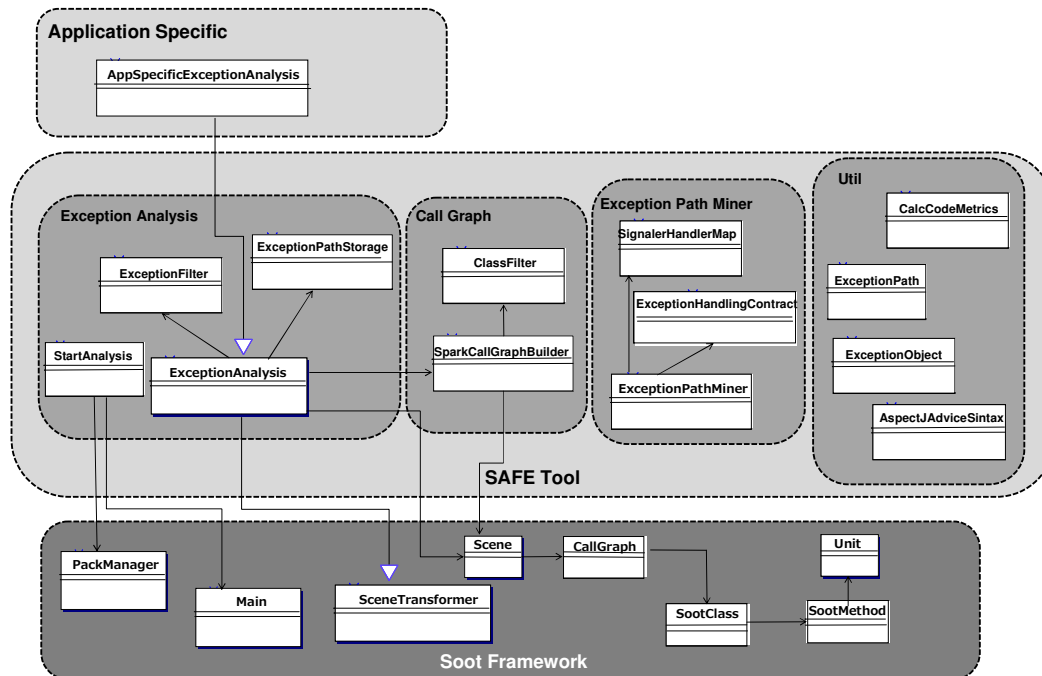 Application Specific
AppSpecificExceptionAnalysis
Exception Analysis
ExceptionPathStorage
ExceptionFilter
StartAnalysis
ExceptionAnalysis
Call Graph
ClassFilter
SparkCallGraphBuilder
Exception Path Miner
SignalerHandlerMap
ExceptionHandlingContract
ExceptionPathMiner
Util
CalcCodeMetrics
ExceptionPath
ExceptionObject
AspectJAdviceSintax
SAFE Tool
PackManager
Main
SceneTransformer
Scene
CallGraph
SootClass
SootMethod
Unit
Soot Framework